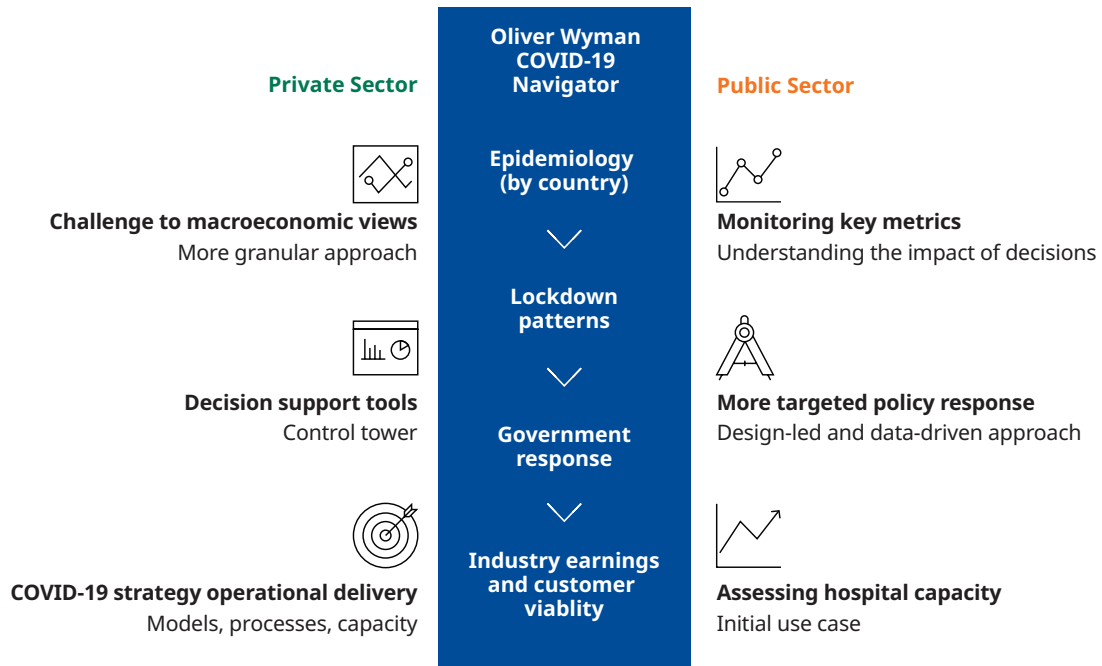 Private Sector
Challenge to macroeconomic views
More granular approach
Decision support tools
Control tower
COVID-19 strategy operational delivery
Models, processes, capacity
Oliver Wyman
COVID-19
Navigator
Epidemiology
(by country)
Lockdown
patterns
Government
response
Industry earnings
and customer
viablity
Public Sector
Monitoring key metrics
Understanding the impact of decisions
More targeted policy response
Design-led and data-driven approach
Assessing hospital capacity
Initial use case